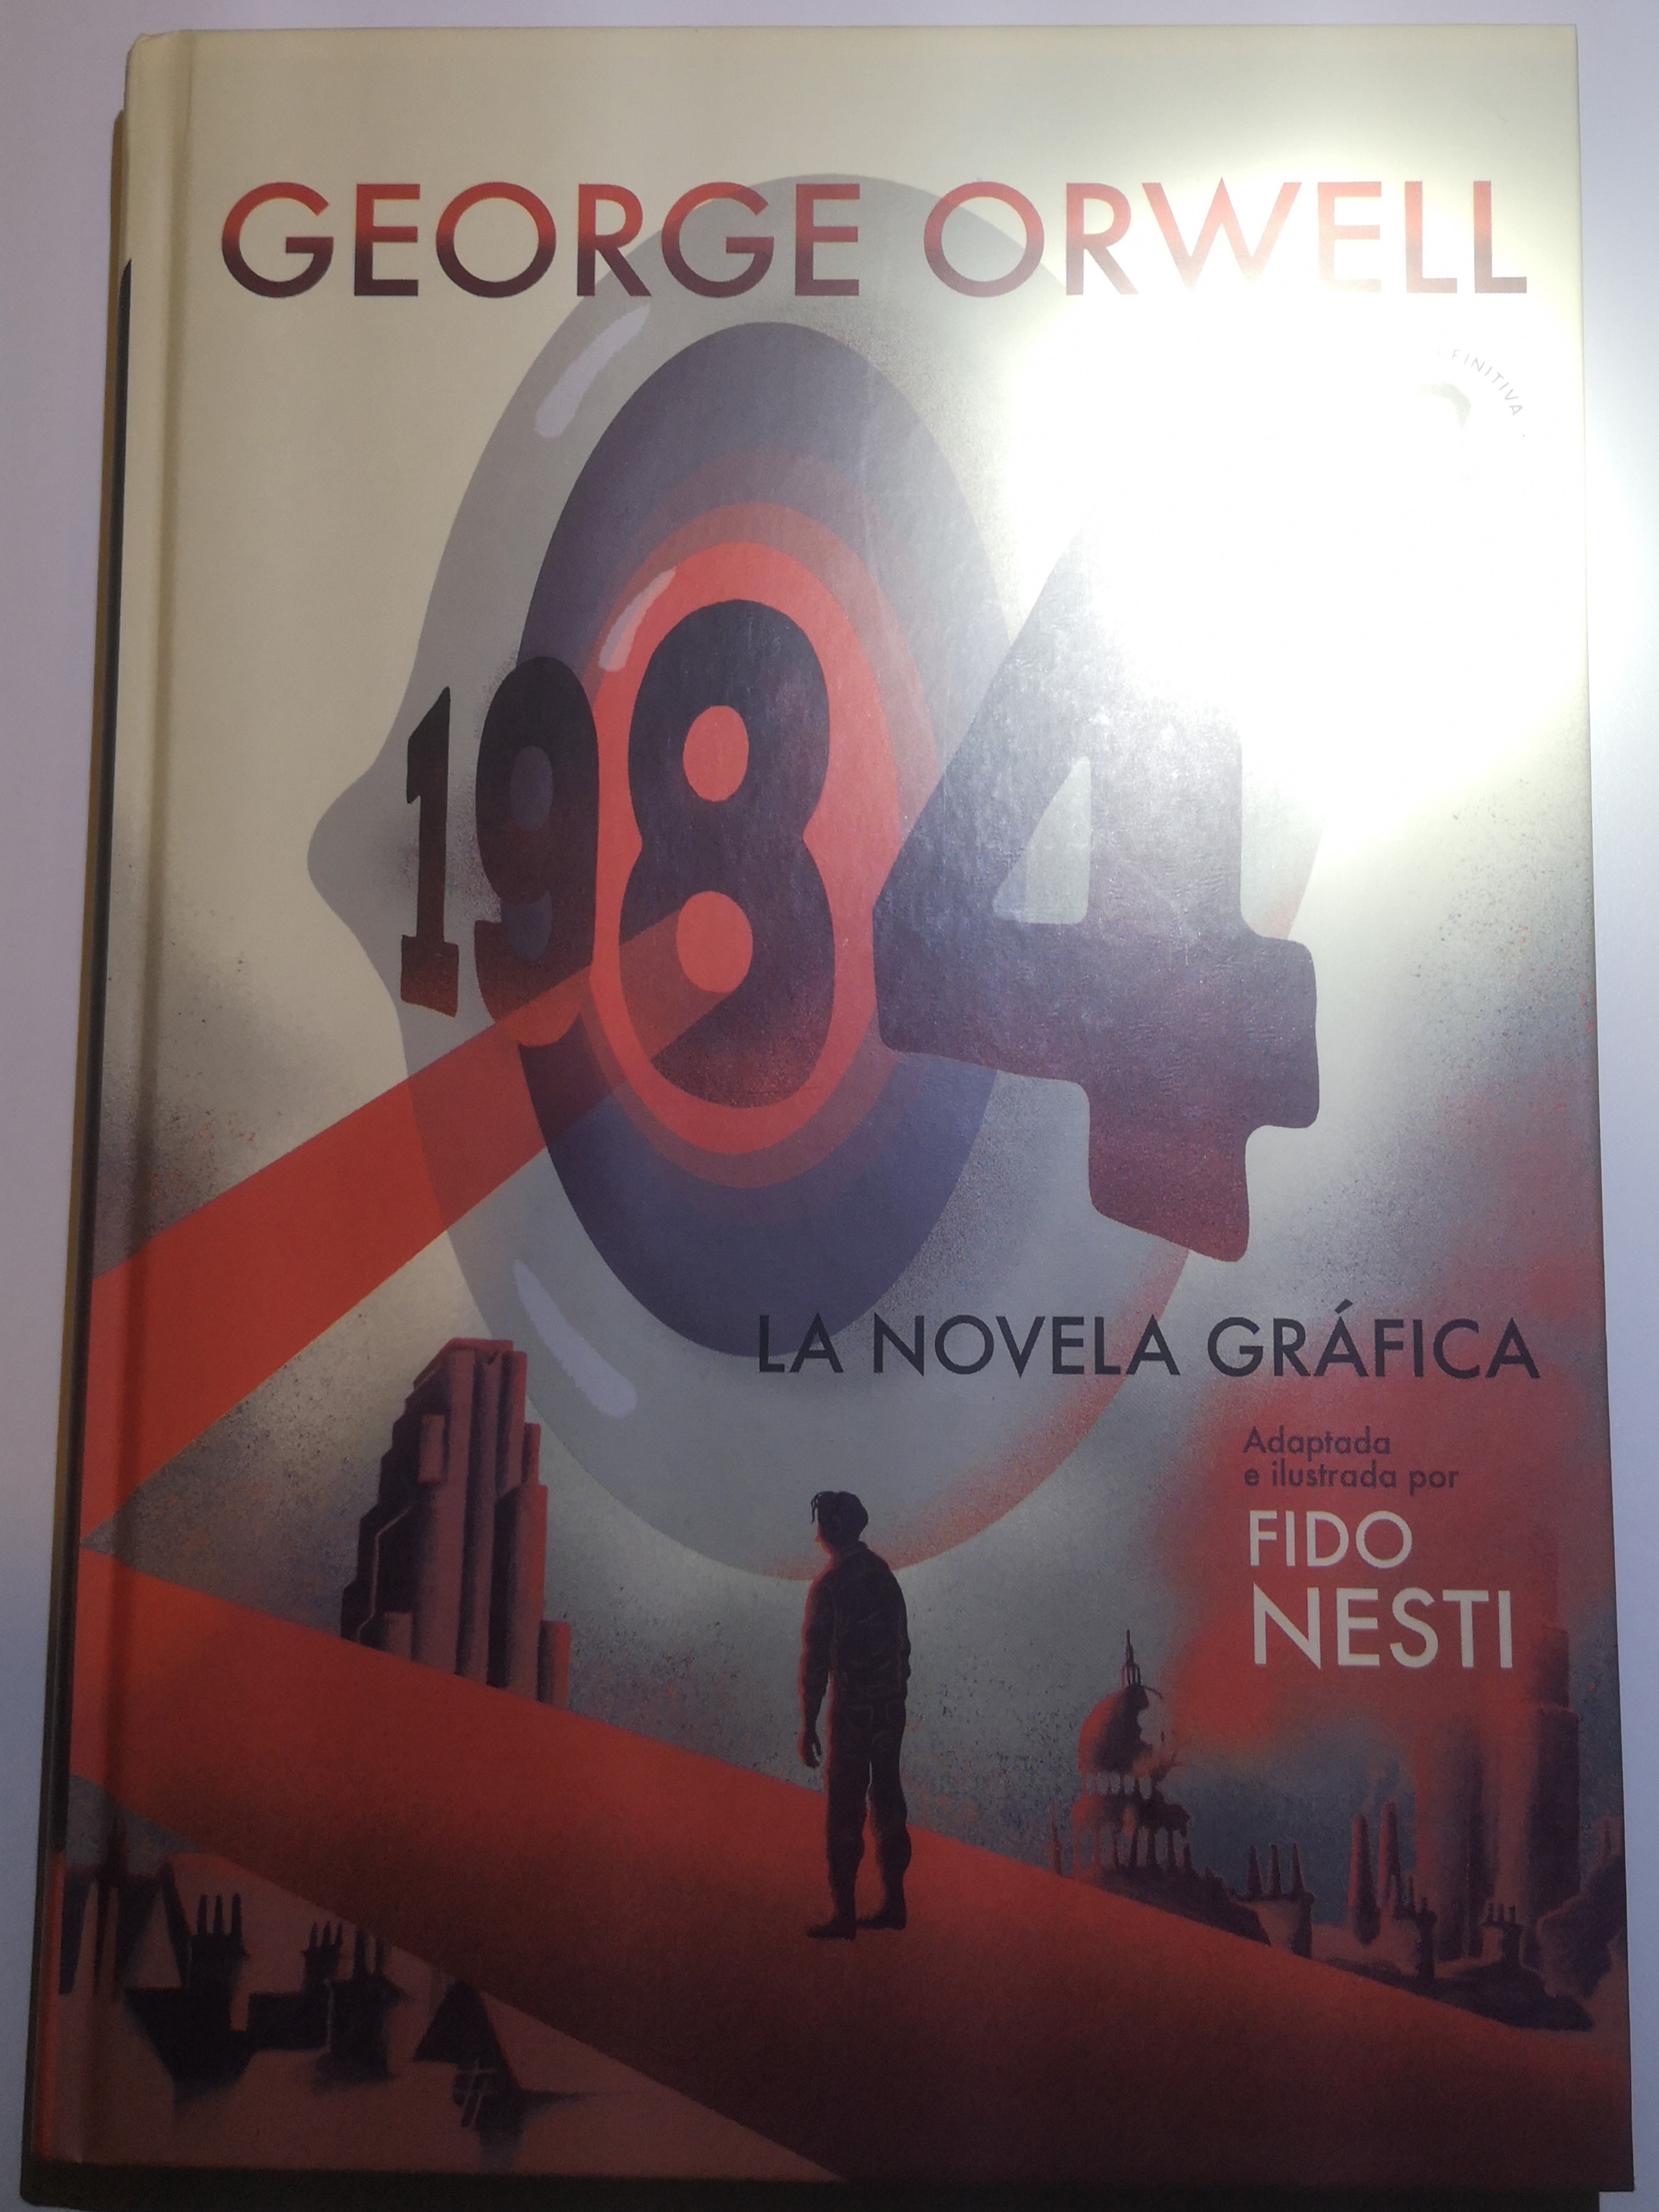 GEORGE ORWELL
1984
LA NOVELA GRÁFICA
Adaptada
e ilustrada por
FIDO
NESTI